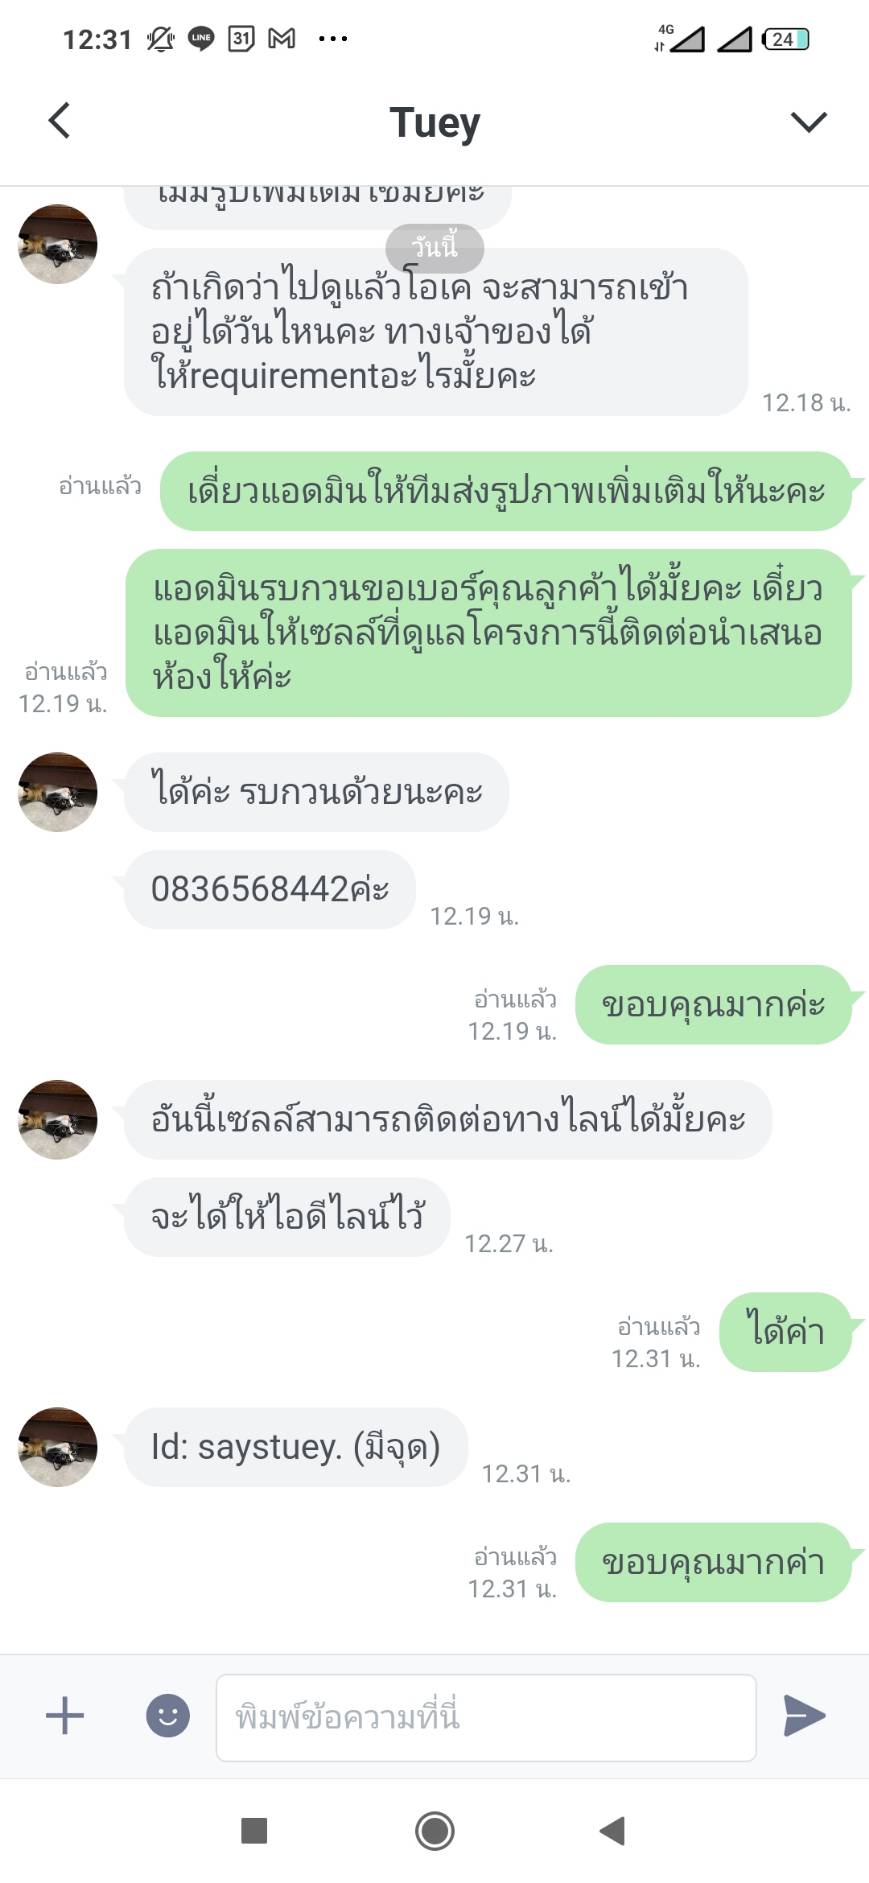 12:31
LINE
31
4G
24
Tuey
ไม่มีรูปเพิ่มเติมใช่มั้ยคะ
วันนี้
ถ้าเกิดว่าไปดูแล้วโอเค จะสามารถเข้า
อยู่ได้วันไหนคะ ทางเจ้าของได้
ให้requirementอะไรมั้ยคะ
12.18 น.
อ่านแล้ว
เดี่ยวแอดมินให้ทีมส่งรูปภาพเพิ่มเติมให้นะคะ
แอดมินรบกวนขอเบอร์คุณลูกค้าได้มั้ยคะ เดี๋ยว
แอดมินให้เซลล์ที่ดูแลโครงการนี้ติดต่อนำเสนอ
ห้องให้ค่ะ
อ่านแล้ว
12.19 น.
ได้ค่ะ รบกวนด้วยนะคะ
0836568442ค่ะ
12.19 น.
ขอบคุณมากค่ะ
อ่านแล้ว
12.19 น.
อันนี้เซลล์สามารถติดต่อทางไลน์ได้มั้ยคะ
จะได้ให้ไอดีไลน์ไว้
12.27 น.
ได้ค่า
อ่านแล้ว
12.31 น.
Id: saystuey. (มีจุด)
12.31 น.
ขอบคุณมากค่า
อ่านแล้ว
12.31 น.
พิมพ์ข้อความที่นี่